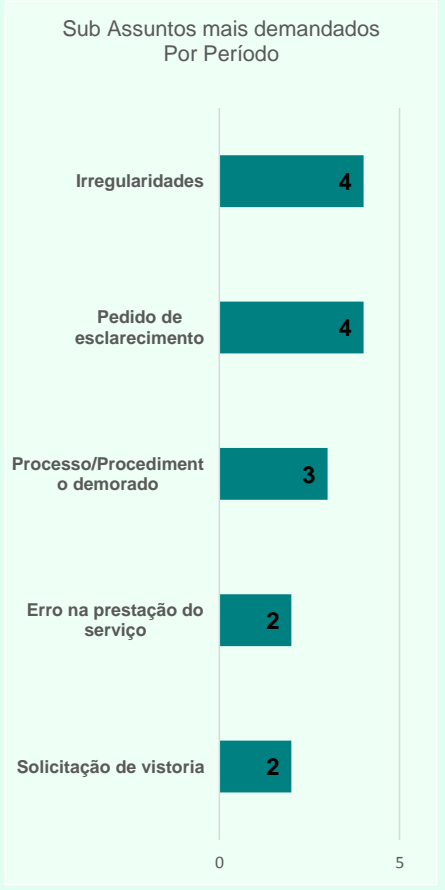 Sub Assuntos mais demandados
Por Período
Irregularidades
4
Pedido de
esclarecimento
4
Processo/Procediment
o demorado
3
Erro na prestação do
serviço
2
Solicitação de vistoria
2
0
5